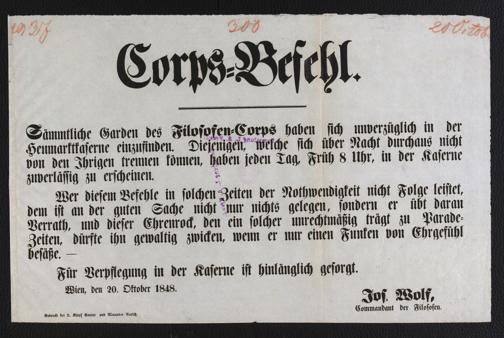 300
20 Octob
Corps-Befehl.
Sämmtliche Garden des Filosofen-Corps haben sich unverzüglich in der
Heumarktkaserne einzufinden. Diejenigen, welche sich über Nacht durchaus nicht
von den Ihrigen trennen können, haben jeden Tag, Früh 8 Uhr, in der Kaserne
zuverlässig zu erscheinen.
Wer diesem Befehle in solchen Zeiten der Nothwendigkeit nicht Folge leistet,
dem ist an der guten Sache nicht nur nichts gelegen, sondern er übt daran
Verrath, und dieser Ehrenrock, den ein solcher unrechtmäßig trägt zu Parade-
Zeiten, dürfte ihn gewaltig zwicken, wenn er nur einen Funken von Ehrgefühl
besäße. —
Für Verpflegung in der Kaserne ist hinlänglich gesorgt.
Wien, den 20. Oktober 1848.
Jos. Wolf,
Commandant der Filosofen.
Gedruckt bei